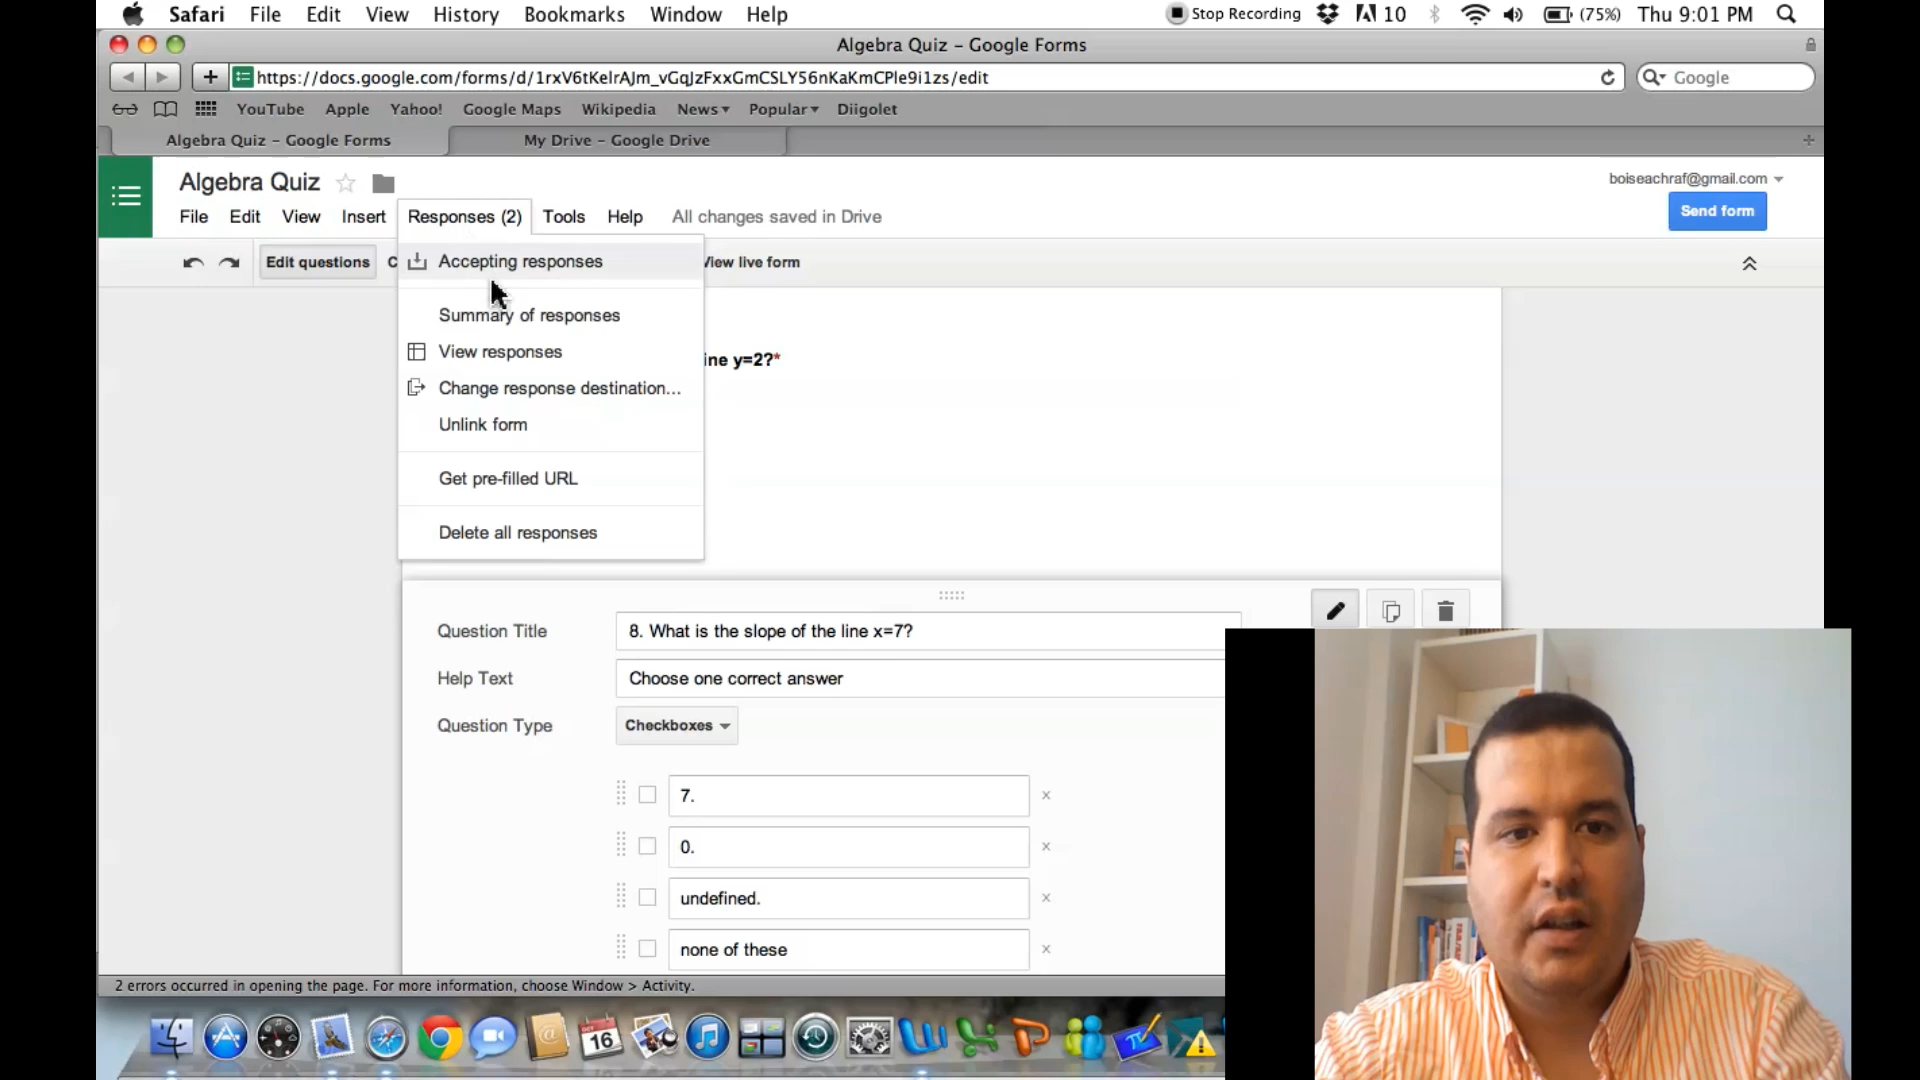 Safari File Edit View History Bookmarks Window Help Stop Recording 10 (75%) Thu 9:01 PM
Algebra Quiz – Google Forms
https://docs.google.com/forms/d/1rxV6tKelrAJm_vGqJzFxxGmCSLY56nKaKmCPle9i1zs/edit Google
YouTube Apple Yahoo! Google Maps Wikipedia News Popular Diigolet
Algebra Quiz – Google Forms My Drive – Google Drive
Algebra Quiz boiseachraf@gmail.com
File Edit View Insert Responses (2) Tools Help All changes saved in Drive Send form
Edit questions C View live form
Accepting responses
Summary of responses
View responses
ine y=2?*
Change response destination...
Unlink form
Get pre-filled URL
Delete all responses
Question Title 8. What is the slope of the line x=7?
Help Text Choose one correct answer
Question Type Checkboxes
7.
0.
undefined.
none of these
2 errors occurred in opening the page. For more information, choose Window > Activity.
OCT
16